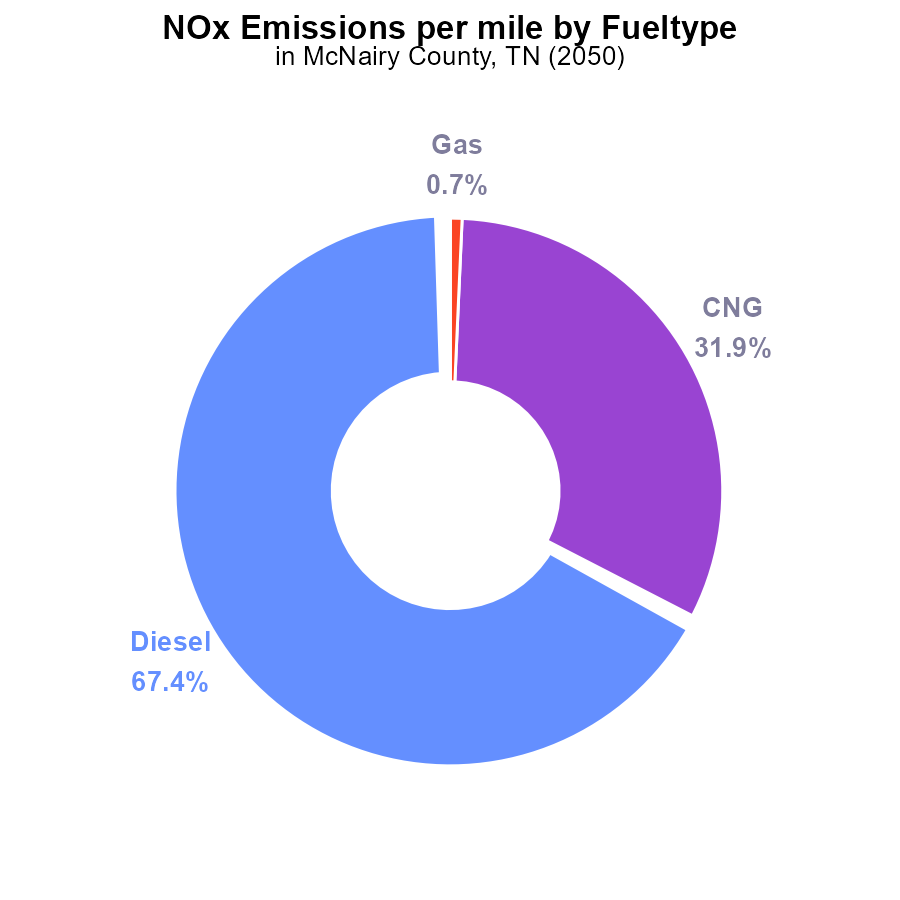 NOx Emissions per mile by Fueltype
in McNairy County, TN (2050)
Gas
0.7%
CNG
31.9%
Diesel
67.4%